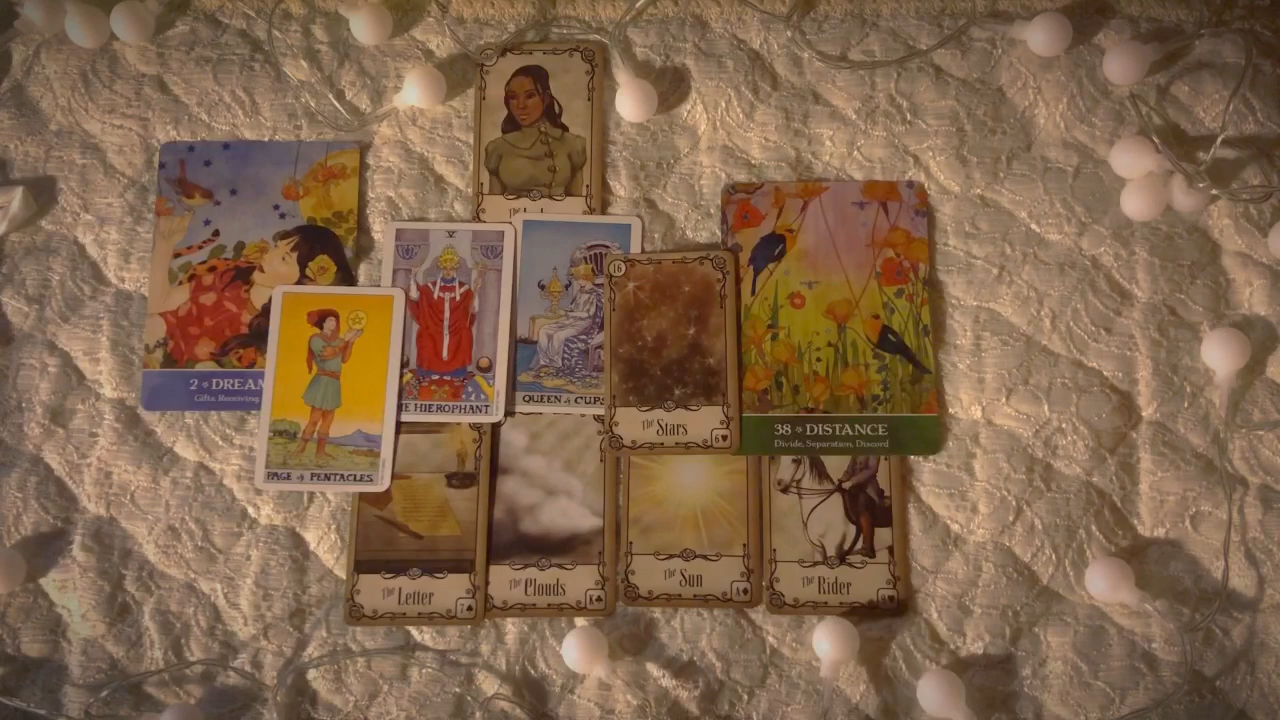 2 * DREAM
Gifts, Receiving
PAGE of PENTACLES.
V
THE HIEROPHANT
QUEEN of CUPS
16
The Stars
6♥
38 * DISTANCE
Divide, Separation, Discord
The Letter
7♠
The Clouds
K♣
The Sun
A♦
The Rider
9♥